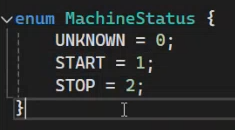 enum MachineStatus {
    UNKNOWN = 0;
    START = 1;
    STOP = 2;
}